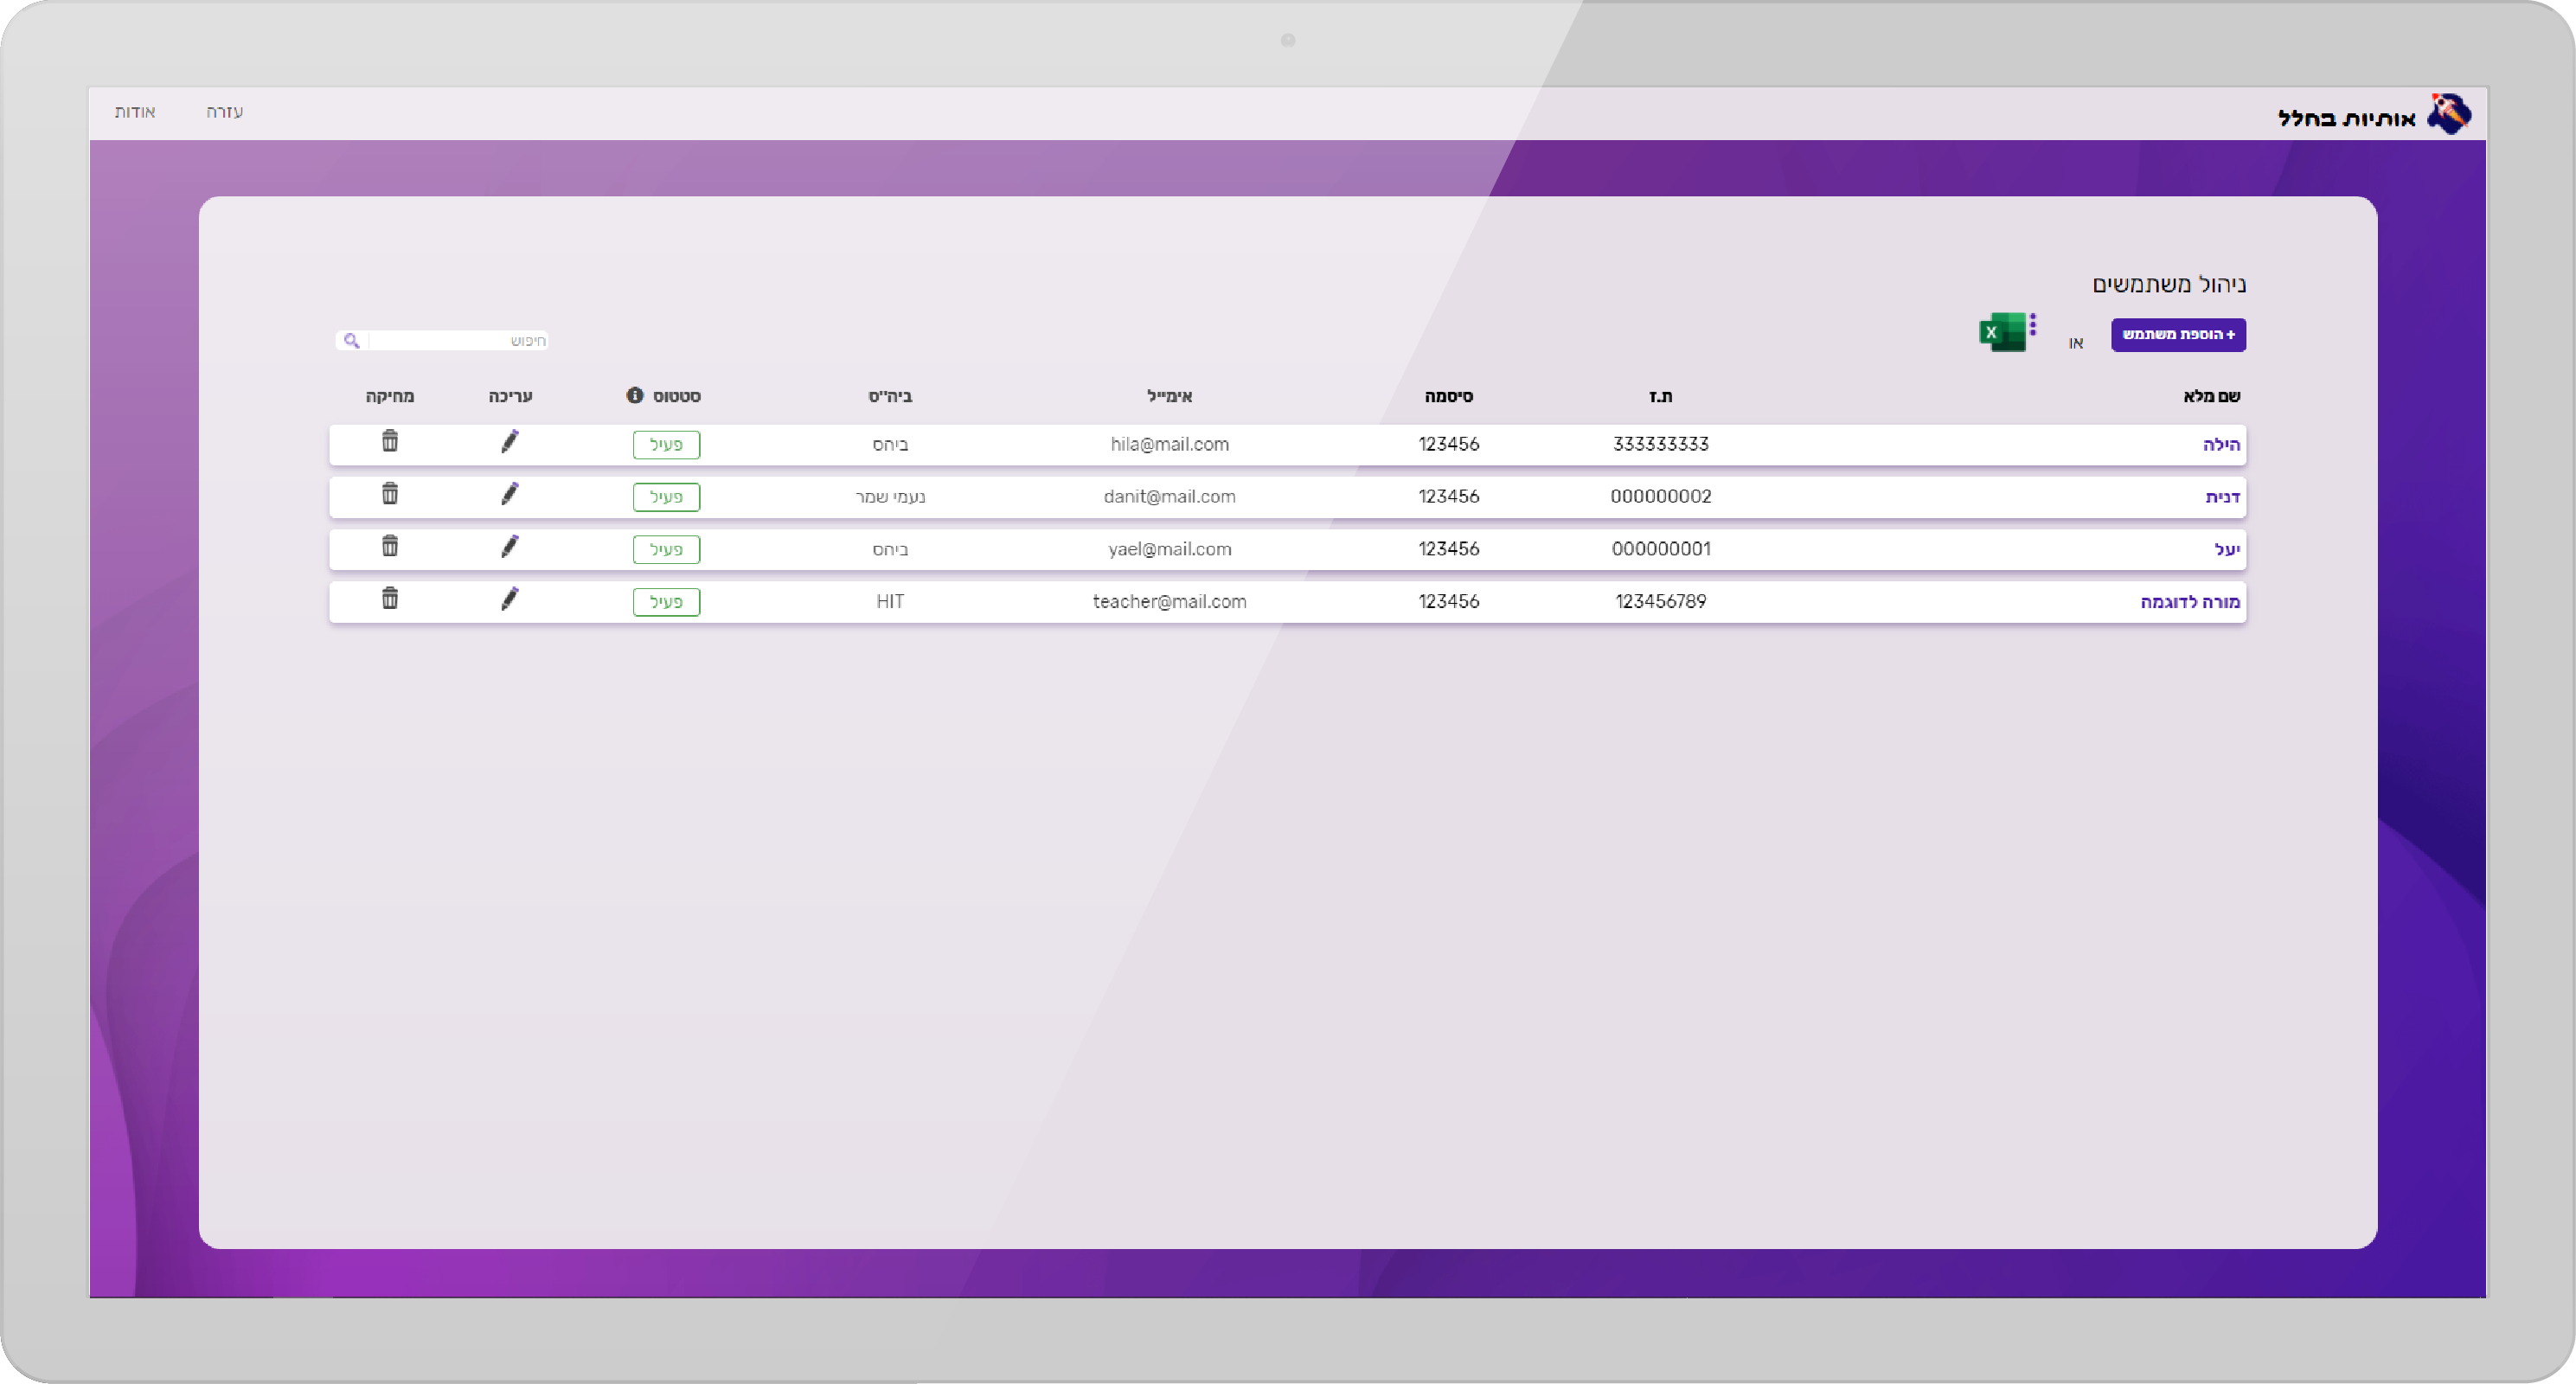 אותיות בחלל
עזרה
אודות
ניהול משתמשים
+ הוספת משתמש
או
X
חיפוש
שם מלא ת.ז סיסמה אימייל ביה"ס סטטוס עריכה מחיקה
הילה 333333333 123456 hila@mail.com ביהס פעיל
דנית 000000002 123456 danit@mail.com נעמי שמר פעיל
יעל 000000001 123456 yael@mail.com ביהס פעיל
מורה לדוגמה 123456789 123456 teacher@mail.com HIT פעיל